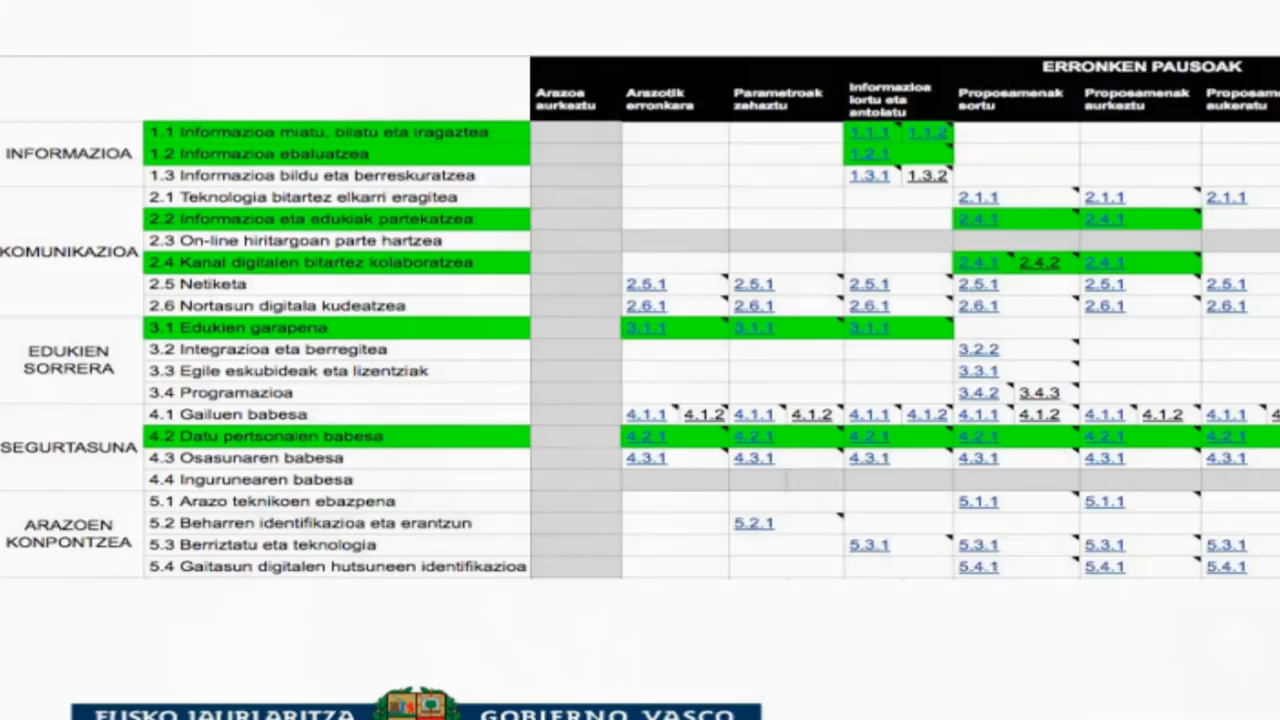 ERRONKEN PAUSOAK
Arazoa aurkeztu Arazotik erronkara Parametroak zehaztu Informazioa lortu eta antolatu Proposamenak sortu Proposamenak aurkeztu aukeratu
INFORMAZIOA
1.1 Informazioa miatu, bilatu eta iragaztea 1.1.1 1.1.2
1.2 Informazioa ebaluatzea 1.2.1
1.3 Informazioa bildu eta berreskuratzea 1.3.1 1.3.2
KOMUNIKAZIOA
2.1 Teknologia bitartez elkarri eragitea 2.1.1 2.1.1 2.1.1
2.2 Informazioa eta edukiak partekatzea 2.4.1 2.4.1
2.3 On-line hiritargoan parte hartzea
2.4 Kanal digitalen bitartez kolaboratzea 2.4.1 2.4.2 2.4.1
2.5 Netiketa 2.5.1 2.5.1 2.5.1 2.5.1 2.5.1 2.5.1
2.6 Nortasun digitala kudeatzea 2.6.1 2.6.1 2.6.1 2.6.1 2.6.1 2.6.1
EDUKIEN SORRERA
3.1 Edukien garapena 3.1.1 3.1.1 3.1.1
3.2 Integrazioa eta berregitea 3.2.2
3.3 Egile eskubideak eta lizentziak 3.3.1
3.4 Programazioa 3.4.2 3.4.3
SEGURTASUNA
4.1 Gailuen babesa 4.1.1 4.1.2 4.1.1 4.1.2 4.1.1 4.1.2 4.1.1 4.1.2 4.1.1 4.1.2 4.1.1
4.2 Datu pertsonalen babesa 4.2.1 4.2.1 4.2.1 4.2.1 4.2.1 4.2.1
4.3 Osasunaren babesa 4.3.1 4.3.1 4.3.1 4.3.1 4.3.1 4.3.1
4.4 Ingurunearen babesa
ARAZOEN KONPONTZEA
5.1 Arazo teknikoen ebazpena 5.1.1 5.1.1
5.2 Beharren identifikazioa eta erantzun 5.2.1
5.3 Berriztatu eta teknologia 5.3.1 5.3.1 5.3.1 5.3.1
5.4 Gaitasun digitalen hutsuneen identifikazioa 5.4.1 5.4.1 5.4.1
EUSKO JAURLARITZA GOBIERNO VASCO